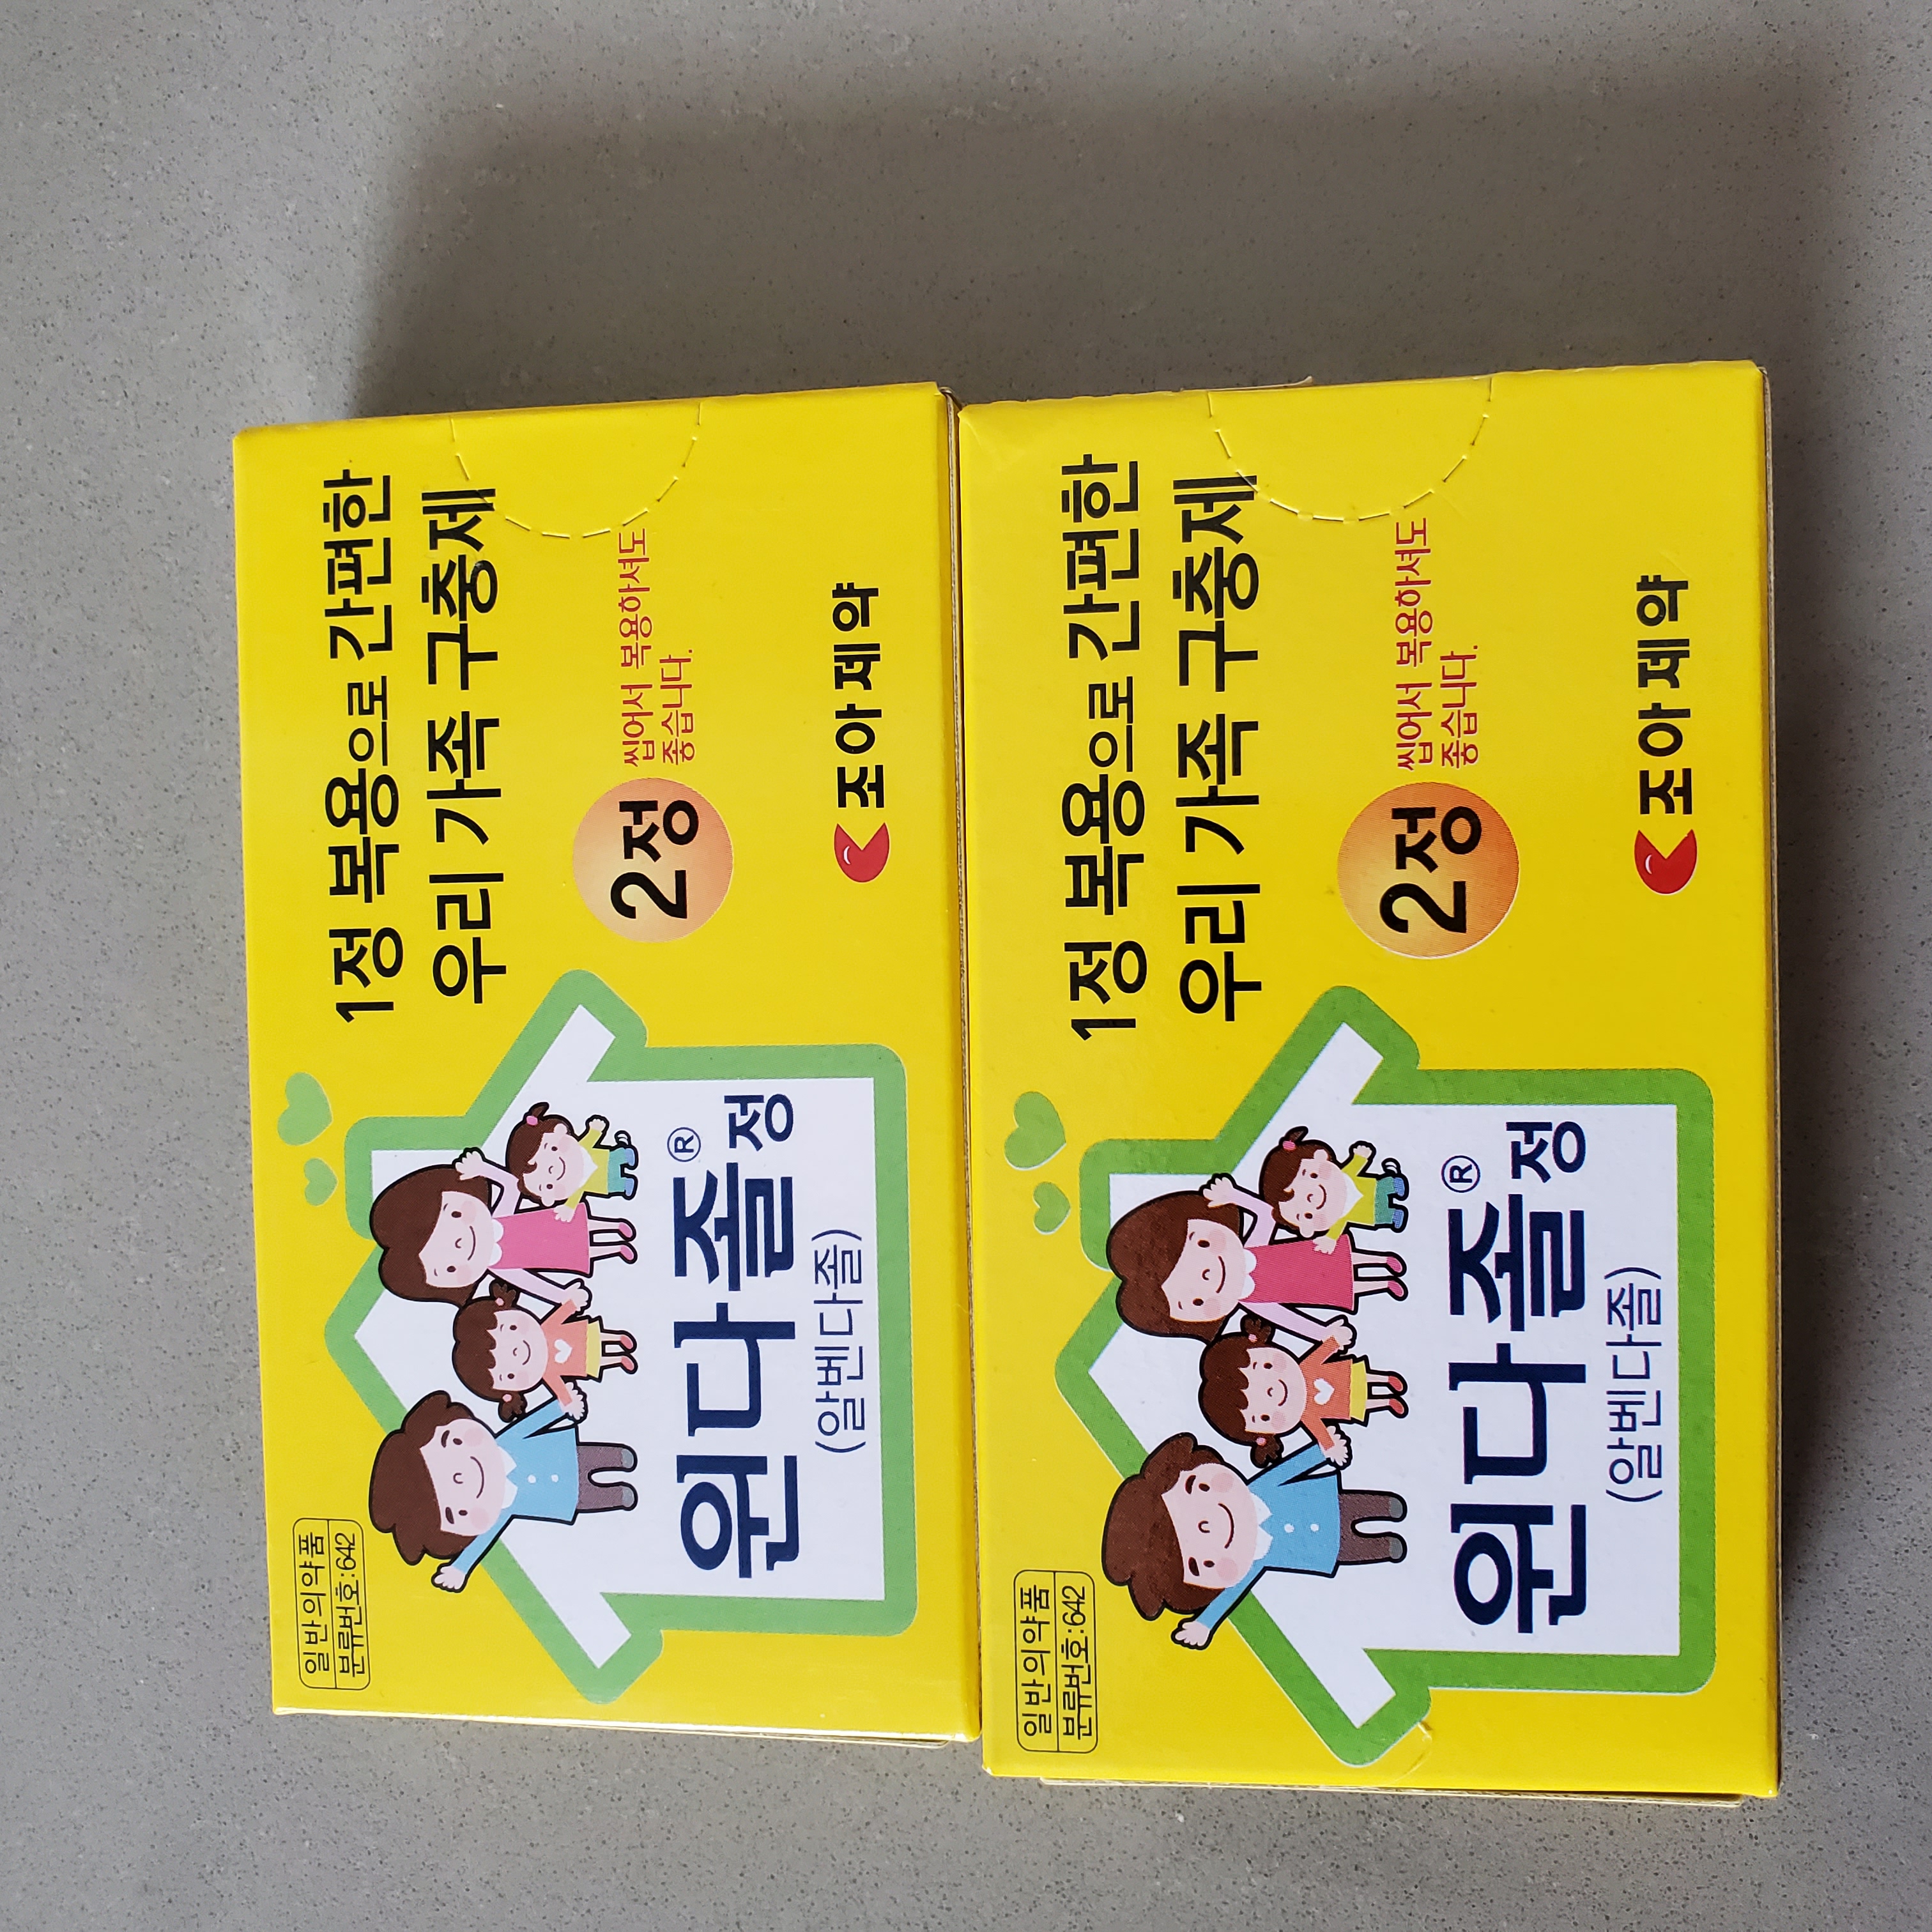 일반의약품
분류번호:642
1정 복용으로 간편한
우리 가족 구충제
2정
씹어서 복용하셔도
좋습니다.
윈다졸®정
(알벤다졸)
조아제약
일반의약품
분류번호:642
1정 복용으로 간편한
우리 가족 구충제
2정
씹어서 복용하셔도
좋습니다.
윈다졸®정
(알벤다졸)
조아제약